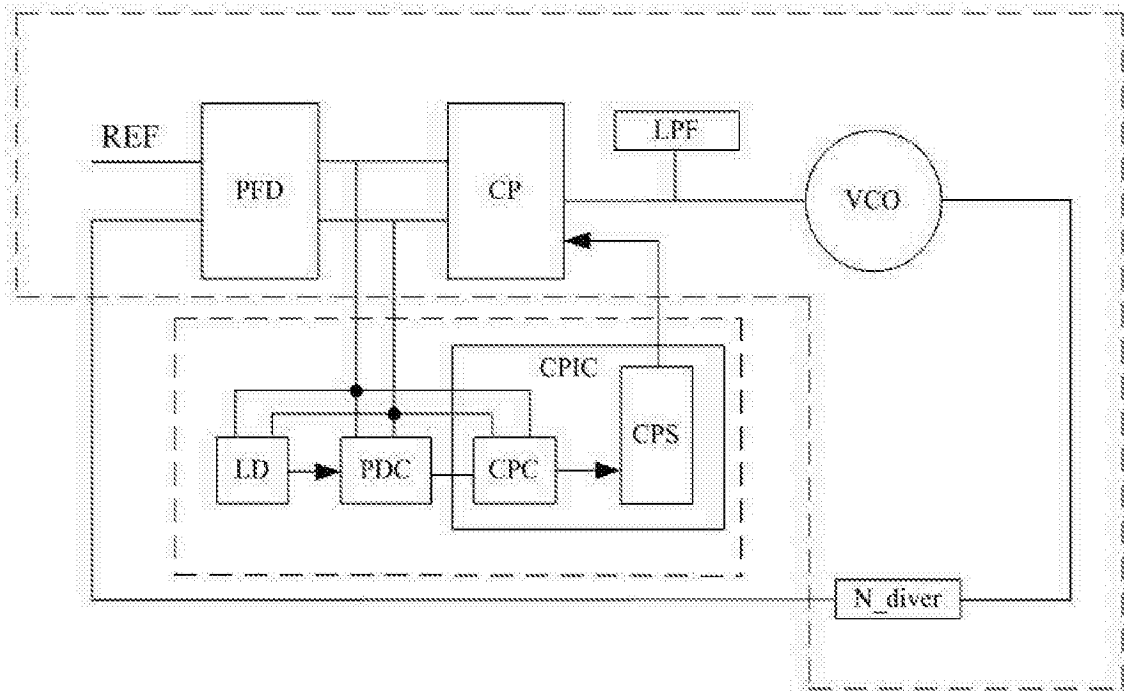 REF
PFD
CP
LPF
VCO
CPIC
CPS
LD
PDC
CPC
N_diver